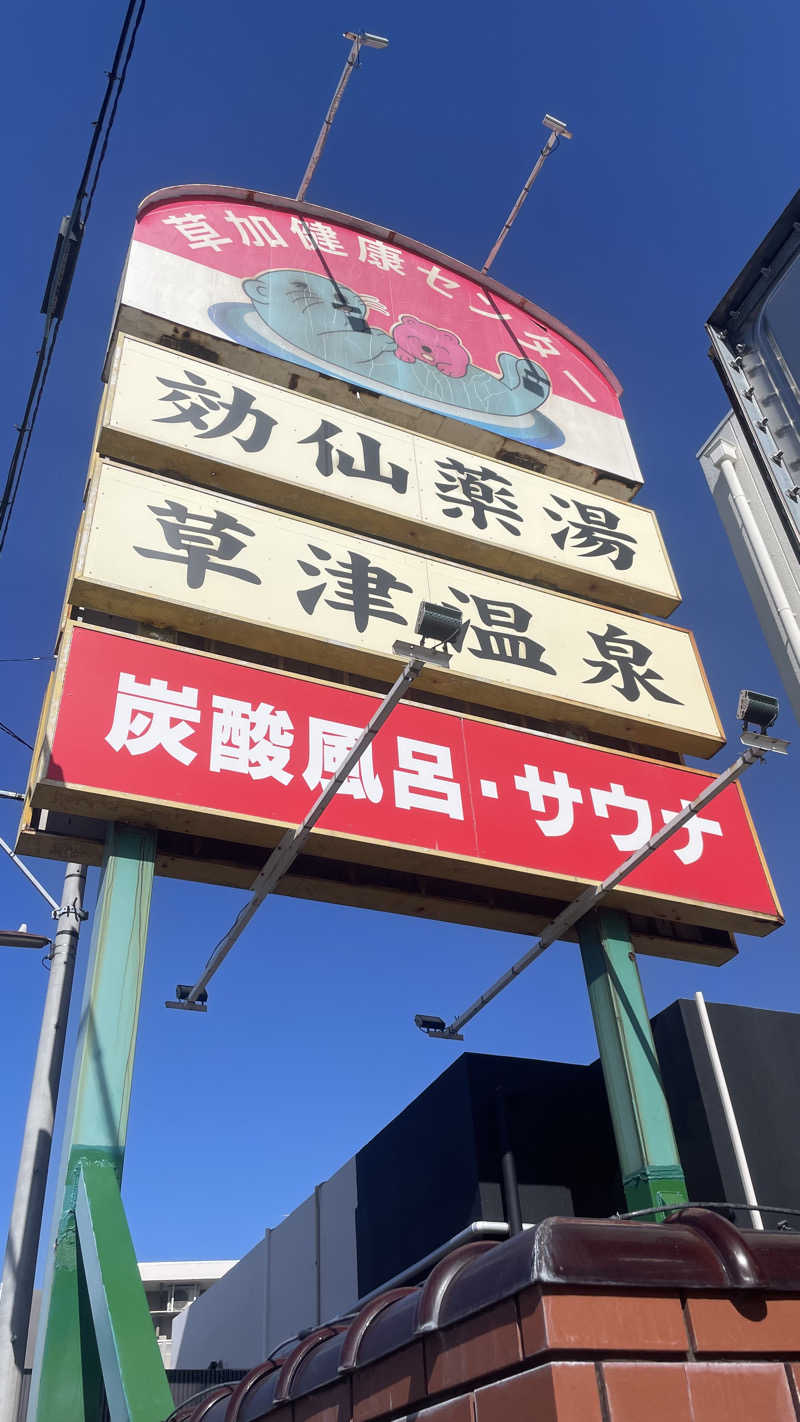 草加健康センター
効仙薬湯
草津温泉
炭酸風呂・サウナ